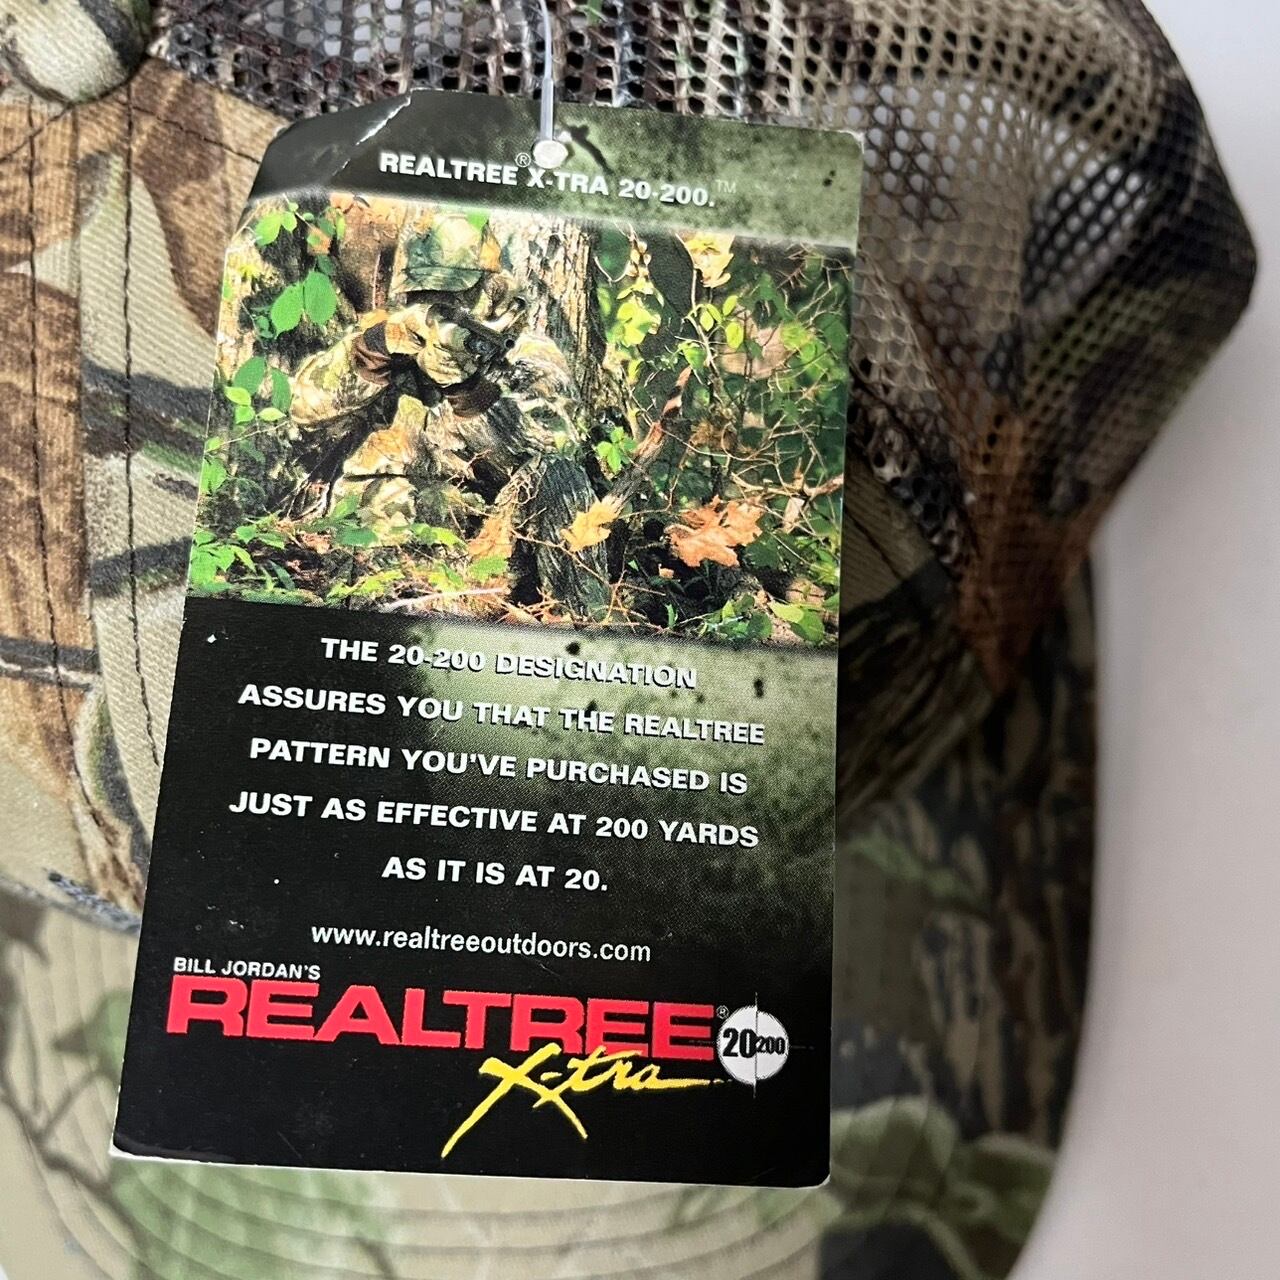 REALTREE® X-TRA 20-200.™
THE 20-200 DESIGNATION
ASSURES YOU THAT THE REALTREE
PATTERN YOU'VE PURCHASED IS
JUST AS EFFECTIVE AT 200 YARDS
AS IT IS AT 20.
www.realtreeoutdoors.com
BILL JORDAN'S
REALTREE®
20-200
X-tra